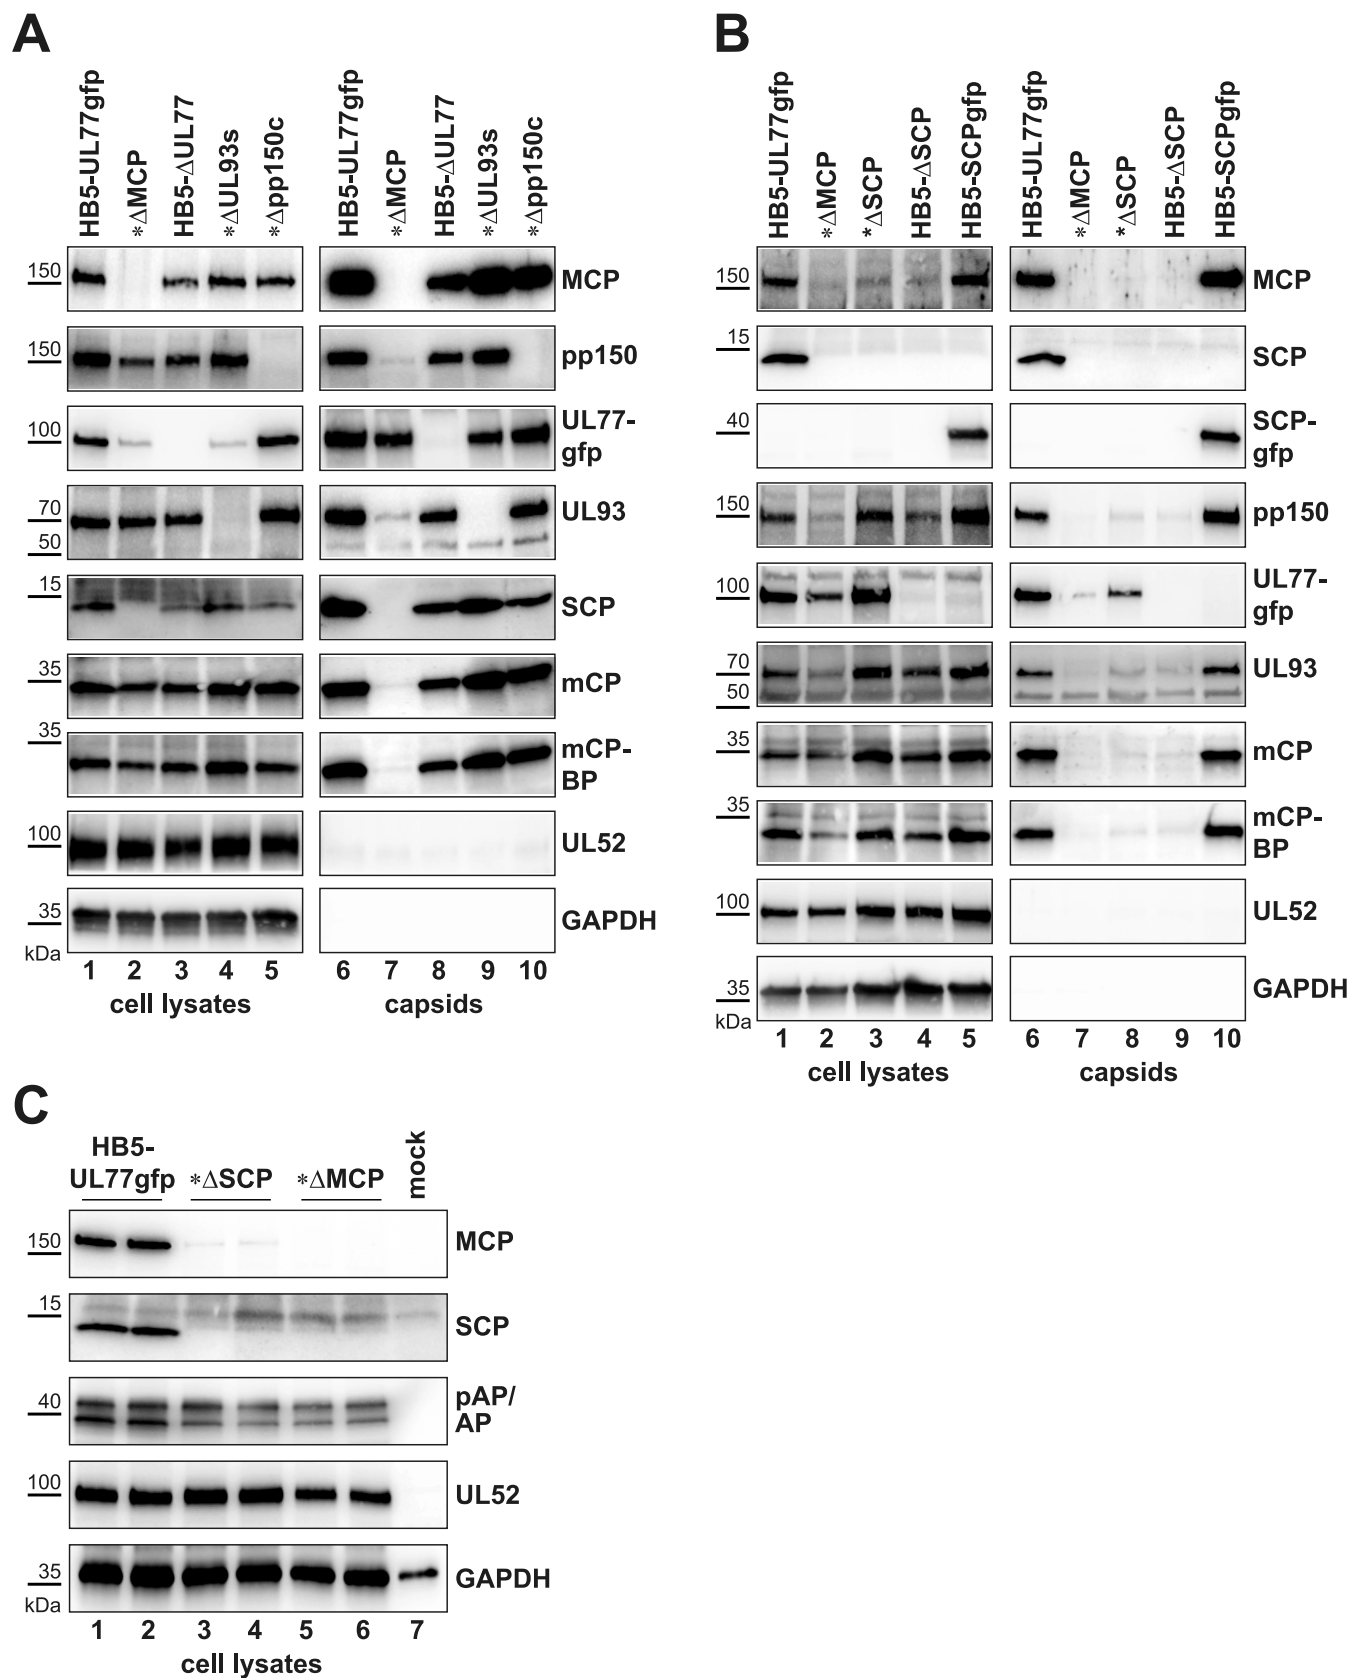 A
HB5-UL77gfp
*ΔMCP
HB5-ΔUL77
*ΔUL93s
*Δpp150c
HB5-UL77gfp
*ΔMCP
HB5-ΔUL77
*ΔUL93s
*Δpp150c
150
MCP
150
pp150
100
UL77-
gfp
70
50
UL93
15
SCP
35
mCP
35
mCP-
BP
100
UL52
35
GAPDH
kDa
1 2 3 4 5 6 7 8 9 10
cell lysates capsids
B
HB5-UL77gfp
*ΔMCP
*ΔSCP
HB5-ΔSCP
HB5-SCPgfp
HB5-UL77gfp
*ΔMCP
*ΔSCP
HB5-ΔSCP
HB5-SCPgfp
150
MCP
15
SCP
40
SCP-
gfp
150
pp150
100
UL77-
gfp
70
50
UL93
35
mCP
35
mCP-
BP
100
UL52
35
GAPDH
kDa
1 2 3 4 5 6 7 8 9 10
cell lysates capsids
C
HB5-
UL77gfp *ΔSCP *ΔMCP
mock
150
MCP
15
SCP
40
pAP/
AP
100
UL52
35
GAPDH
kDa
1 2 3 4 5 6 7
cell lysates